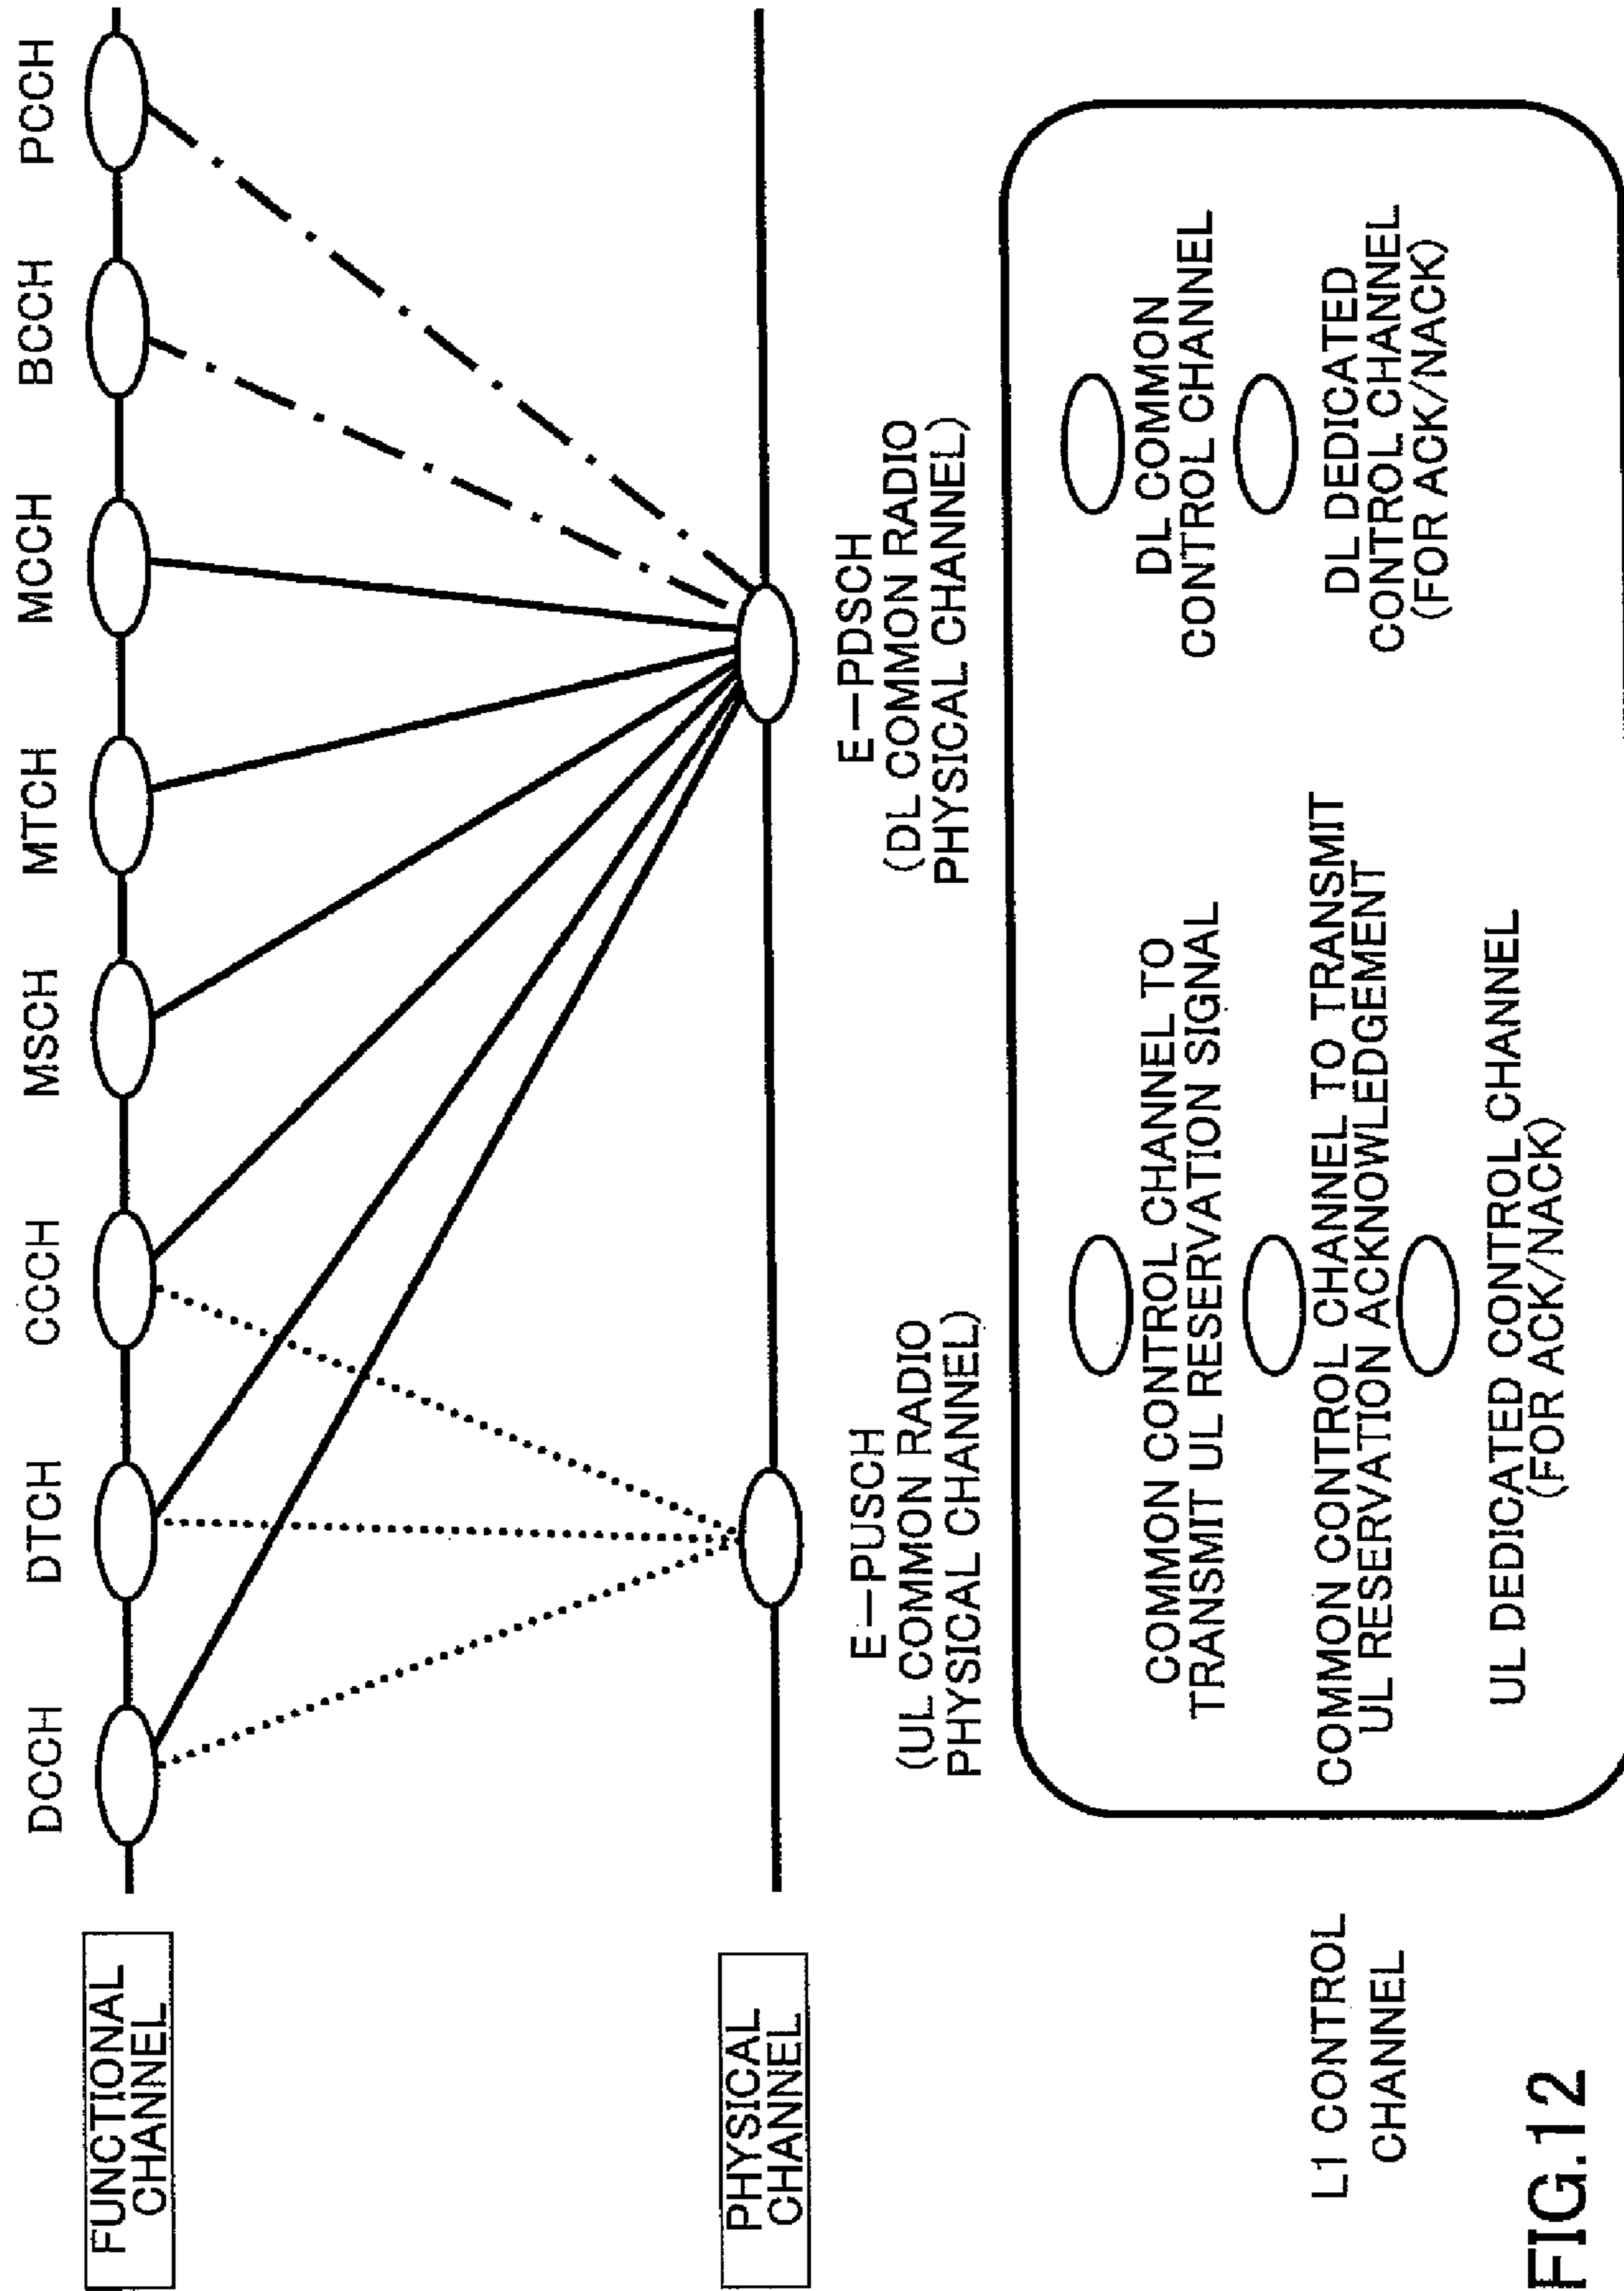 FUNCTIONAL
CHANNEL
DCCH
DTCH
CCCH
MSCH
MTCH
MCCH
BCCH
PCCH
PHYSICAL
CHANNEL
E−PUSCH
(UL COMMON RADIO
PHYSICAL CHANNEL)
E−PDSCH
(DL COMMON RADIO
PHYSICAL CHANNEL)
L1 CONTROL
CHANNEL
COMMON CONTROL CHANNEL TO
TRANSMIT UL RESERVATION SIGNAL
COMMON CONTROL CHANNEL TO TRANSMIT
UL RESERVATION ACKNOWLEDGEMENT
UL DEDICATED CONTROL CHANNEL
(FOR ACK/NACK)
DL COMMON
CONTROL CHANNEL
DL DEDICATED
CONTROL CHANNEL
(FOR ACK/NACK)
FIG.12